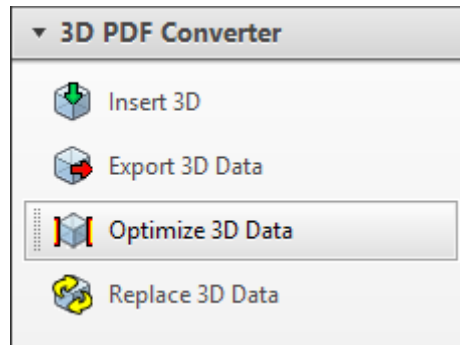 3D PDF Converter
Insert 3D
Export 3D Data
Optimize 3D Data
Replace 3D Data